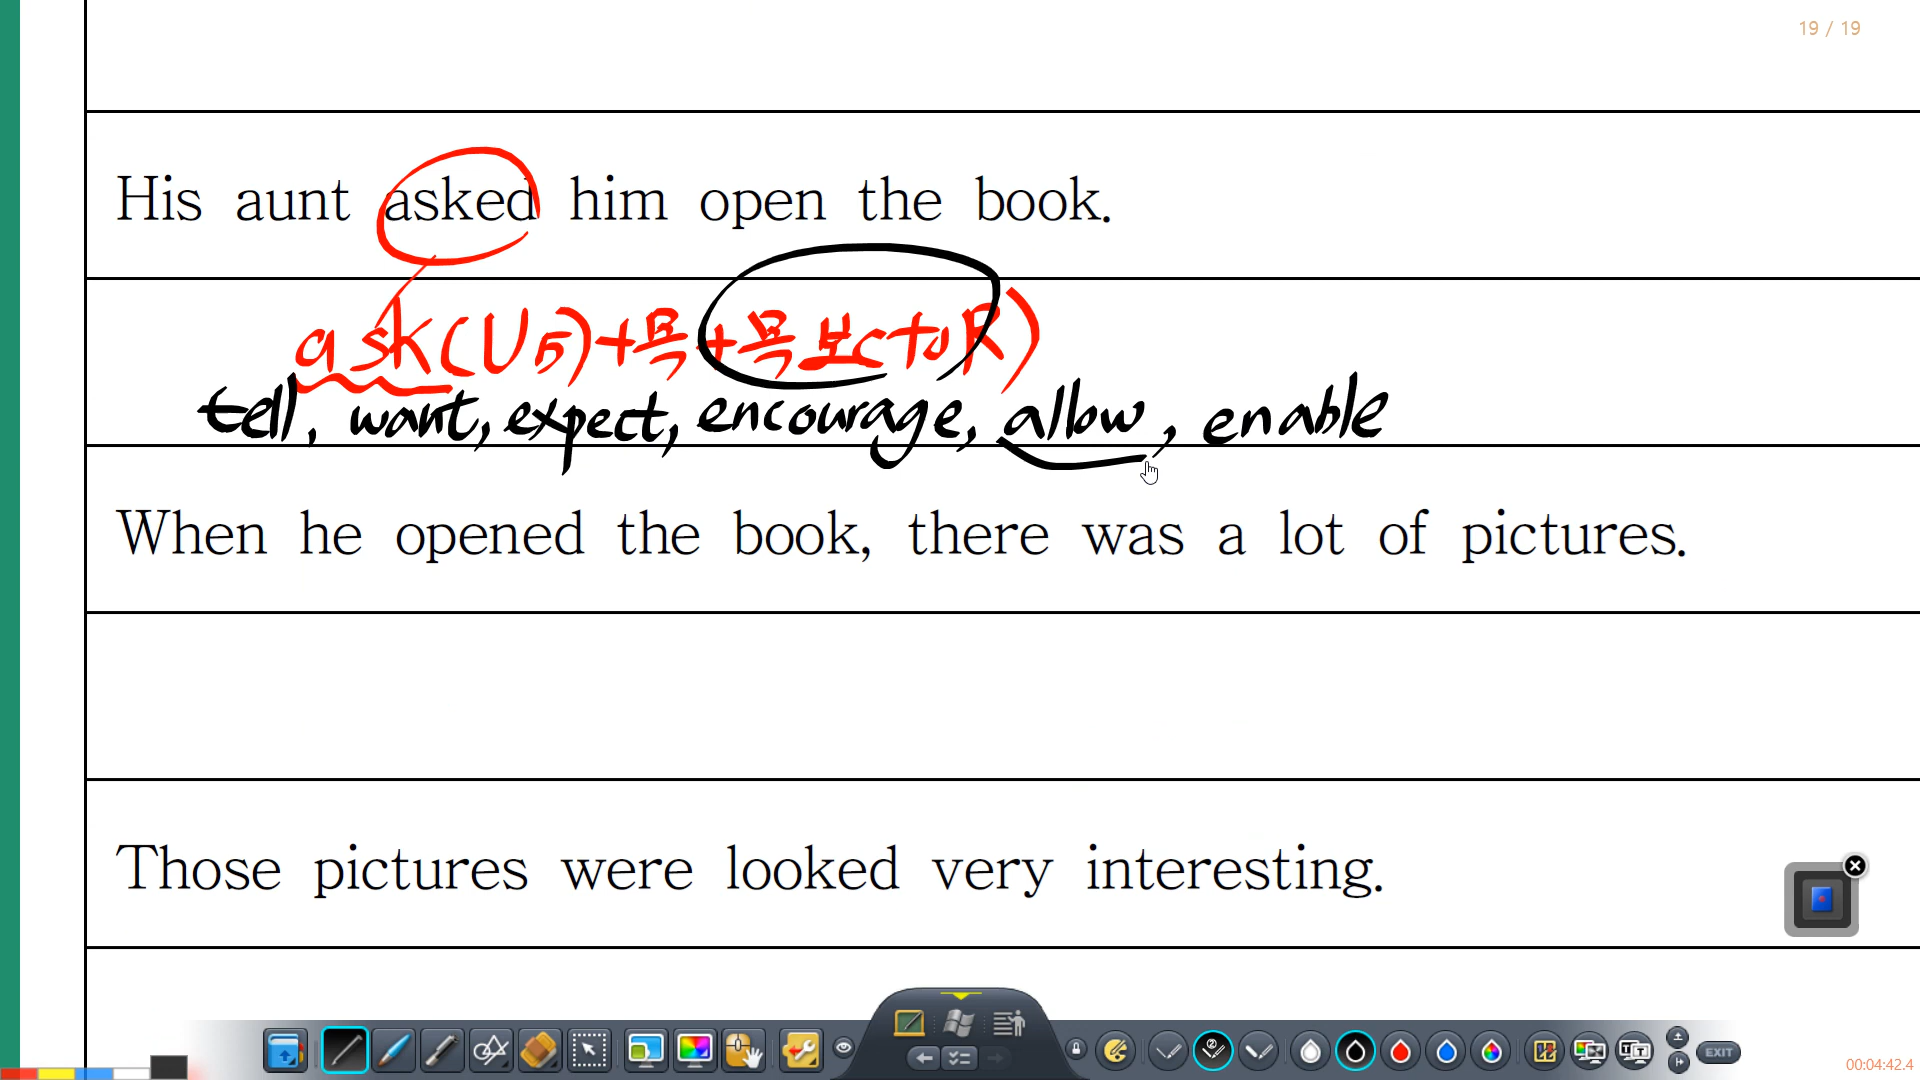 19 / 19
His aunt asked him open the book.
ask(V5)+목+목보(to R)
tell, want, expect, encourage, allow, enable
When he opened the book, there was a lot of pictures.
Those pictures were looked very interesting.
EXIT
00:04:42.4